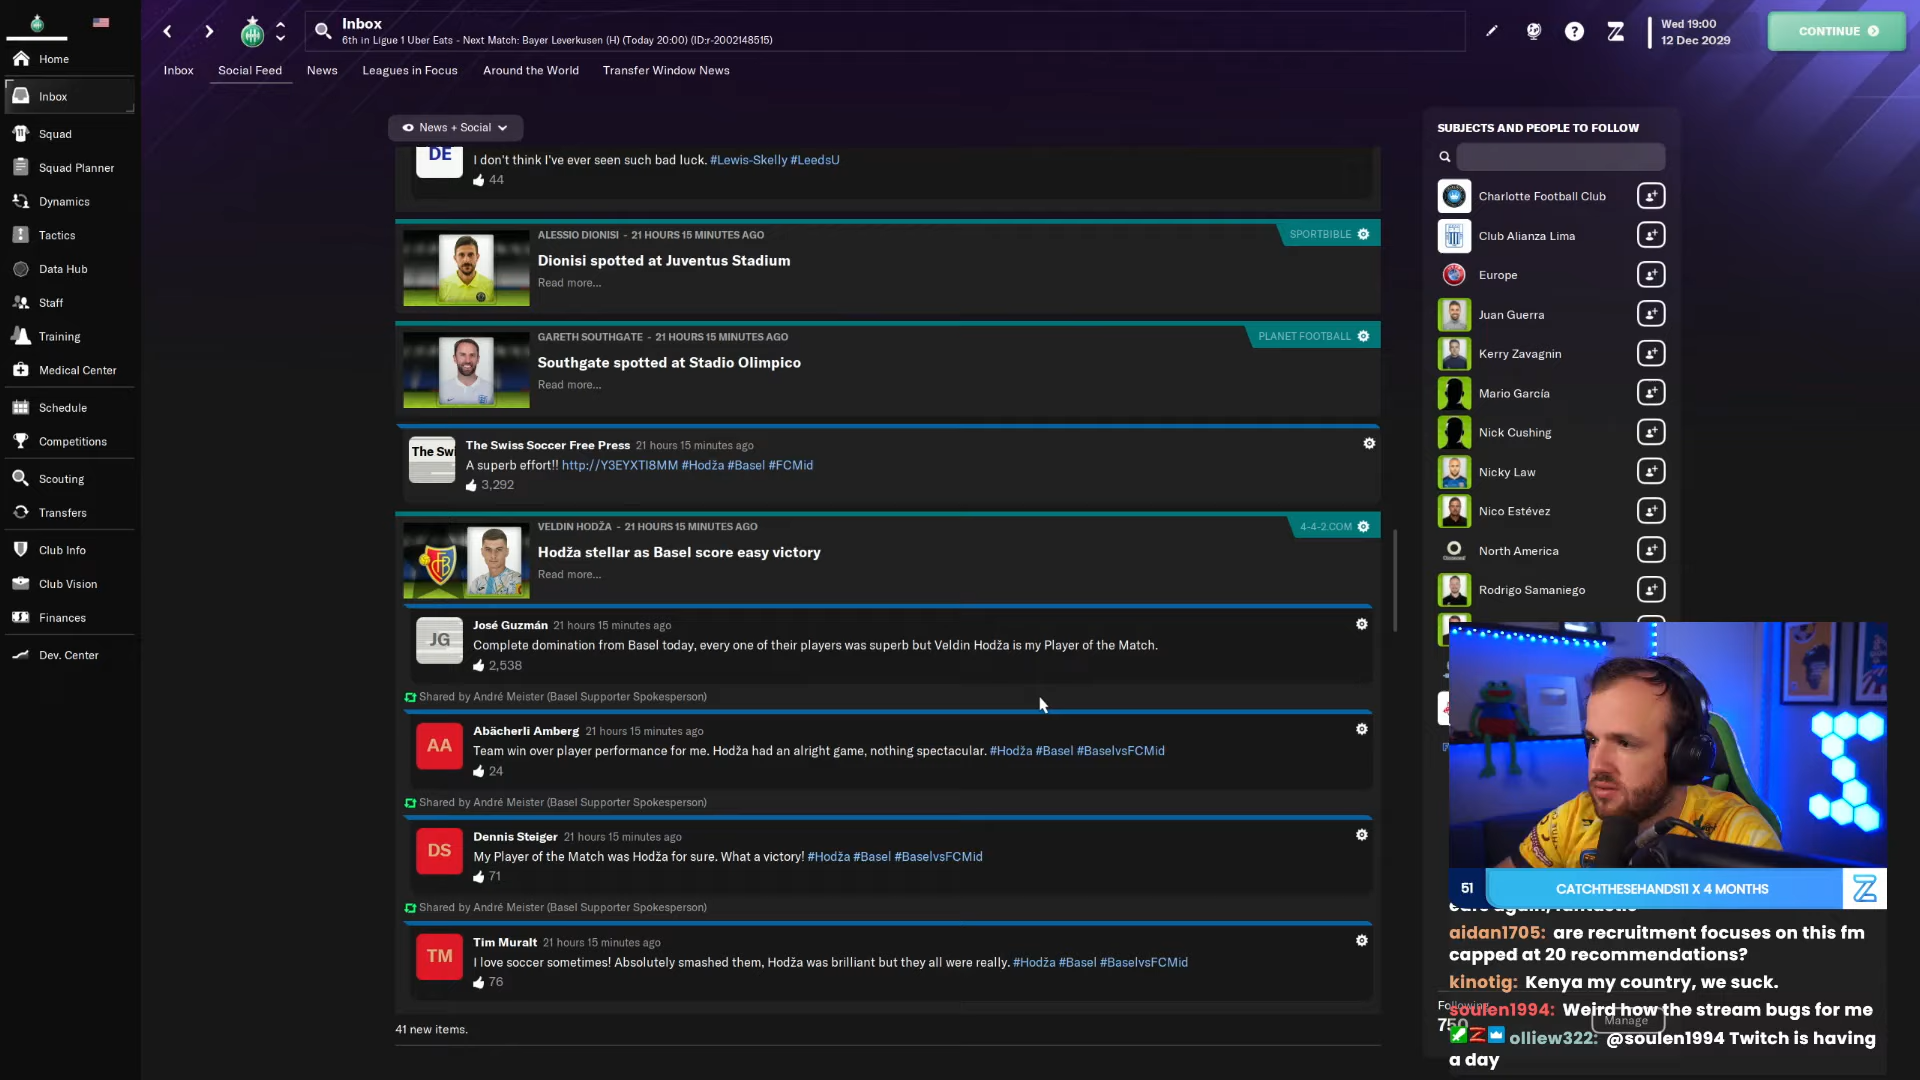 Inbox
6th in Ligue 1 Uber Eats - Next Match: Bayer Leverkusen (H) (Today 20:00) (ID:r-2002148515)
Wed 19:00
12 Dec 2029
CONTINUE
Home
Inbox
Squad
Squad Planner
Dynamics
Tactics
Data Hub
Staff
Training
Medical Center
Schedule
Competitions
Scouting
Transfers
Club Info
Club Vision
Finances
Dev. Center
Inbox Social Feed News Leagues in Focus Around the World Transfer Window News
News + Social
DE
I don't think I've ever seen such bad luck. #Lewis-Skelly #LeedsU
44
ALESSIO DIONISI - 21 HOURS 15 MINUTES AGO
SPORTBIBLE
Dionisi spotted at Juventus Stadium
Read more...
GARETH SOUTHGATE - 21 HOURS 15 MINUTES AGO
PLANET FOOTBALL
Southgate spotted at Stadio Olimpico
Read more...
The Swi
The Swiss Soccer Free Press 21 hours 15 minutes ago
A superb effort!! http://Y3EYXTI8MM #Hodža #Basel #FCMid
3,292
VELDIN HODŽA - 21 HOURS 15 MINUTES AGO
4-4-2.COM
Hodža stellar as Basel score easy victory
Read more...
JG
José Guzmán 21 hours 15 minutes ago
Complete domination from Basel today, every one of their players was superb but Veldin Hodža is my Player of the Match.
2,538
Shared by André Meister (Basel Supporter Spokesperson)
AA
Abächerli Amberg 21 hours 15 minutes ago
Team win over player performance for me. Hodža had an alright game, nothing spectacular. #Hodža #Basel #BaselvsFCMid
24
Shared by André Meister (Basel Supporter Spokesperson)
DS
Dennis Steiger 21 hours 15 minutes ago
My Player of the Match was Hodža for sure. What a victory! #Hodža #Basel #BaselvsFCMid
71
Shared by André Meister (Basel Supporter Spokesperson)
TM
Tim Muralt 21 hours 15 minutes ago
I love soccer sometimes! Absolutely smashed them, Hodža was brilliant but they all were really. #Hodža #Basel #BaselvsFCMid
76
41 new items.
SUBJECTS AND PEOPLE TO FOLLOW
Charlotte Football Club
Club Alianza Lima
Europe
Juan Guerra
Kerry Zavagnin
Mario García
Nick Cushing
Nicky Law
Nico Estévez
North America
Rodrigo Samaniego
51
CATCHTHESEHANDS11 X 4 MONTHS
aidan1705: are recruitment focuses on this fm
capped at 20 recommendations?
kinotig: Kenya my country, we suck.
soulen1994: Weird how the stream bugs for me
olliew322: @soulen1994 Twitch is having
a day
750
Manage